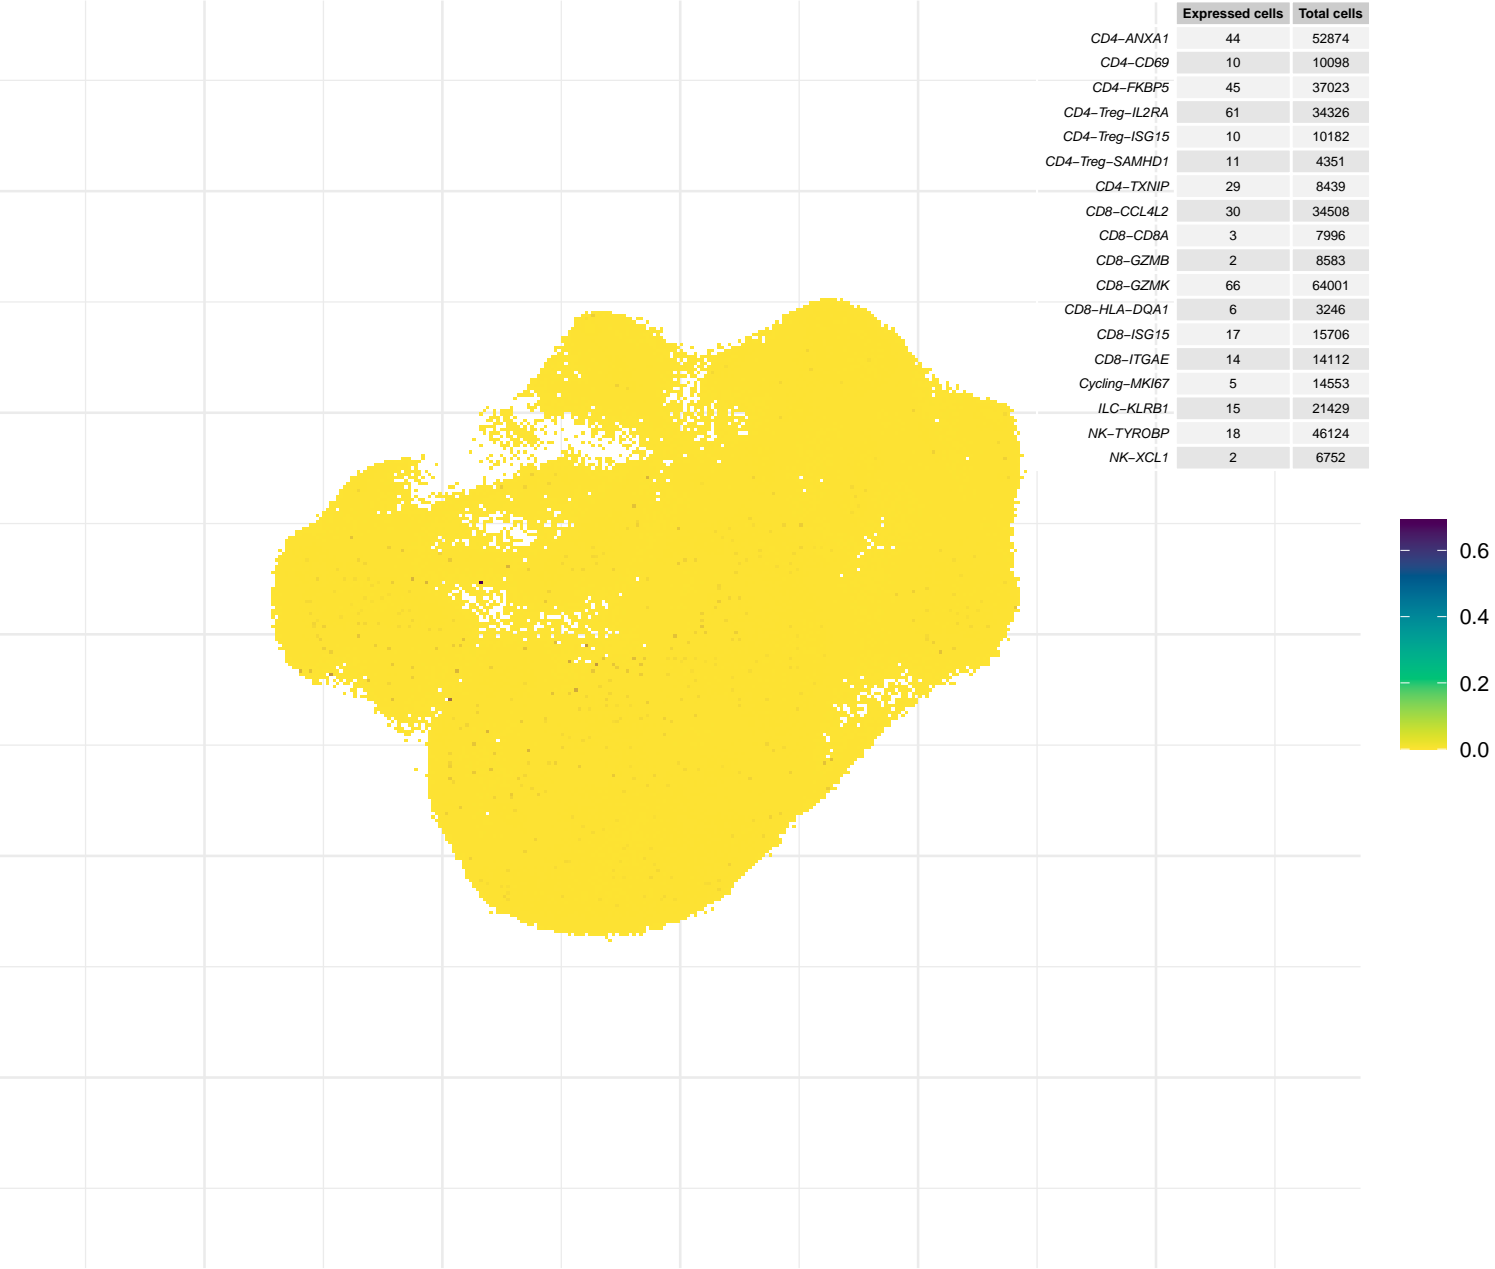 Expressed cells Total cells
CD4−ANXA1 44 52874
CD4−CD69 10 10098
CD4−FKBP5 45 37023
CD4−Treg−IL2RA 61 34326
CD4−Treg−ISG15 10 10182
CD4−Treg−SAMHD1 11 4351
CD4−TXNIP 29 8439
CD8−CCL4L2 30 34508
CD8−CD8A 3 7996
CD8−GZMB 2 8583
CD8−GZMK 66 64001
CD8−HLA−DQA1 6 3246
CD8−ISG15 17 15706
CD8−ITGAE 14 14112
Cycling−MKI67 5 14553
ILC−KLRB1 15 21429
NK−TYROBP 18 46124
NK−XCL1 2 6752
0.6
0.4
0.2
0.0